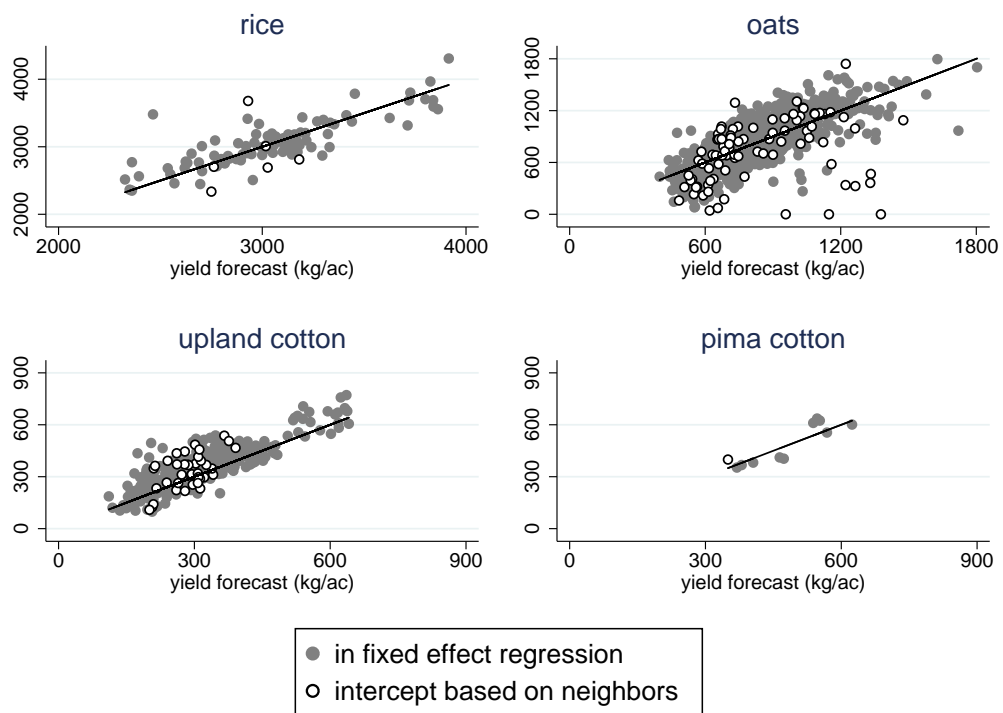 rice
4000
3000
2000
2000 3000 4000
yield forecast (kg/ac)
oats
1800
1200
600
0
0 600 1200 1800
yield forecast (kg/ac)
upland cotton
900
600
300
0
0 300 600 900
yield forecast (kg/ac)
pima cotton
900
600
300
0
0 300 600 900
yield forecast (kg/ac)
in fixed effect regression
intercept based on neighbors